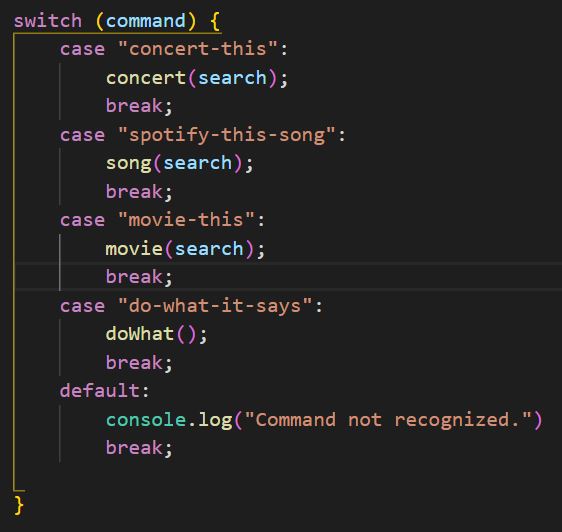 switch (command) {
    case "concert-this":
        concert(search);
        break;
    case "spotify-this-song":
        song(search);
        break;
    case "movie-this":
        movie(search);
        break;
    case "do-what-it-says":
        doWhat();
        break;
    default:
        console.log("Command not recognized.")
        break;
}